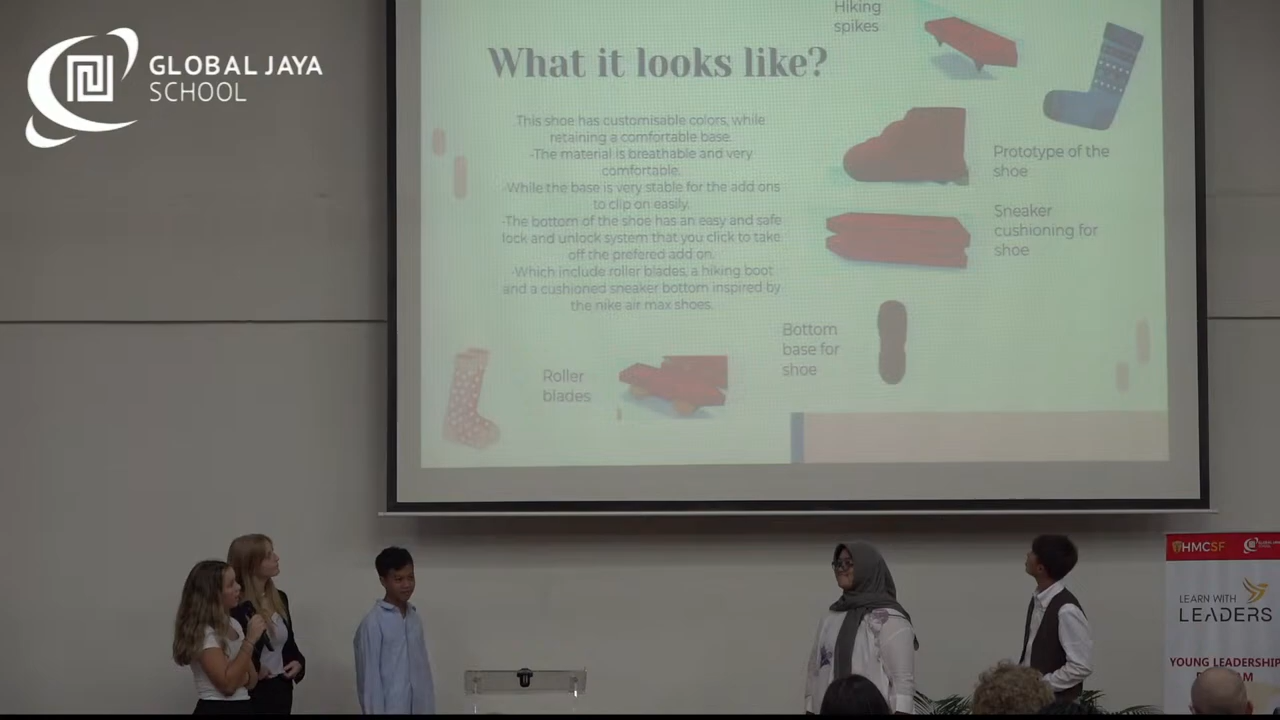 GLOBAL JAYA
SCHOOL
Hiking
spikes
What it looks like?
This shoe has customisable colors, while
retaining a comfortable base.
-The material is breathable and very
comfortable.
-While the base is very stable for the add ons
to clip on easily.
-The bottom of the shoe has an easy and safe
lock and unlock system that you click to take
off the prefered add on.
-Which include roller blades, a hiking boot
and a cushioned sneaker bottom inspired by
the nike air max shoes.
Prototype of the
shoe
Sneaker
cushioning for
shoe
Bottom
base for
shoe
Roller
blades
HMCSF
LEARN WITH
LEADERS
YOUNG LEADERSHIP